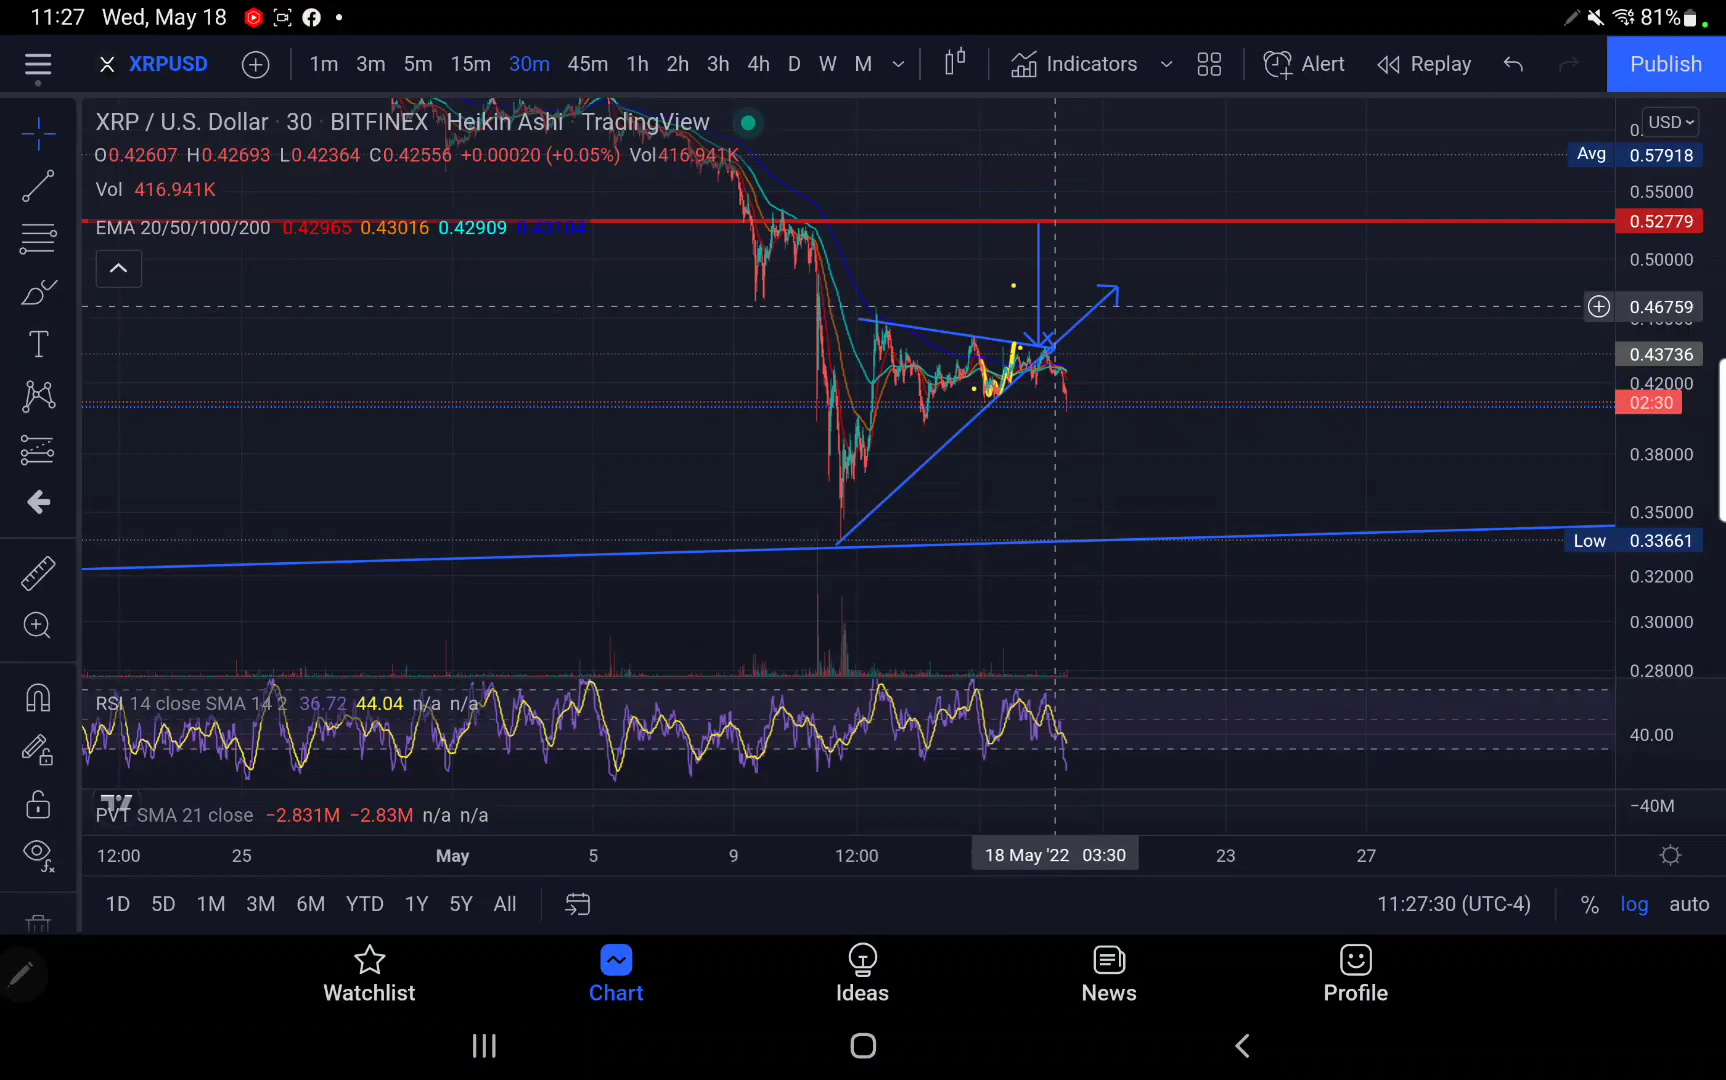 11:27 Wed, May 18
81%
XRPUSD 1m 3m 5m 15m 30m 45m 1h 2h 3h 4h D W M Indicators Alert Replay Publish
XRP / U.S. Dollar · 30 · BITFINEX · Heikin Ashi · TradingView
O0.42607 H0.42693 L0.42364 C0.42556 +0.00020 (+0.05%) Vol416.941K
Vol 416.941K
EMA 20/50/100/200 0.42965 0.43016 0.42909 0.43104
USD
Avg 0.57918
0.55000
0.52779
0.50000
0.46759
0.43736
0.42000
02:30
0.38000
0.35000
Low 0.33661
0.32000
0.30000
0.28000
RSI 14 close SMA 14 2 36.72 44.04 n/a n/a
40.00
PVT SMA 21 close −2.831M −2.83M n/a n/a
−40M
12:00 25 May 5 9 12:00 18 May '22 03:30 23 27
1D 5D 1M 3M 6M YTD 1Y 5Y All 11:27:30 (UTC-4) % log auto
Watchlist Chart Ideas News Profile